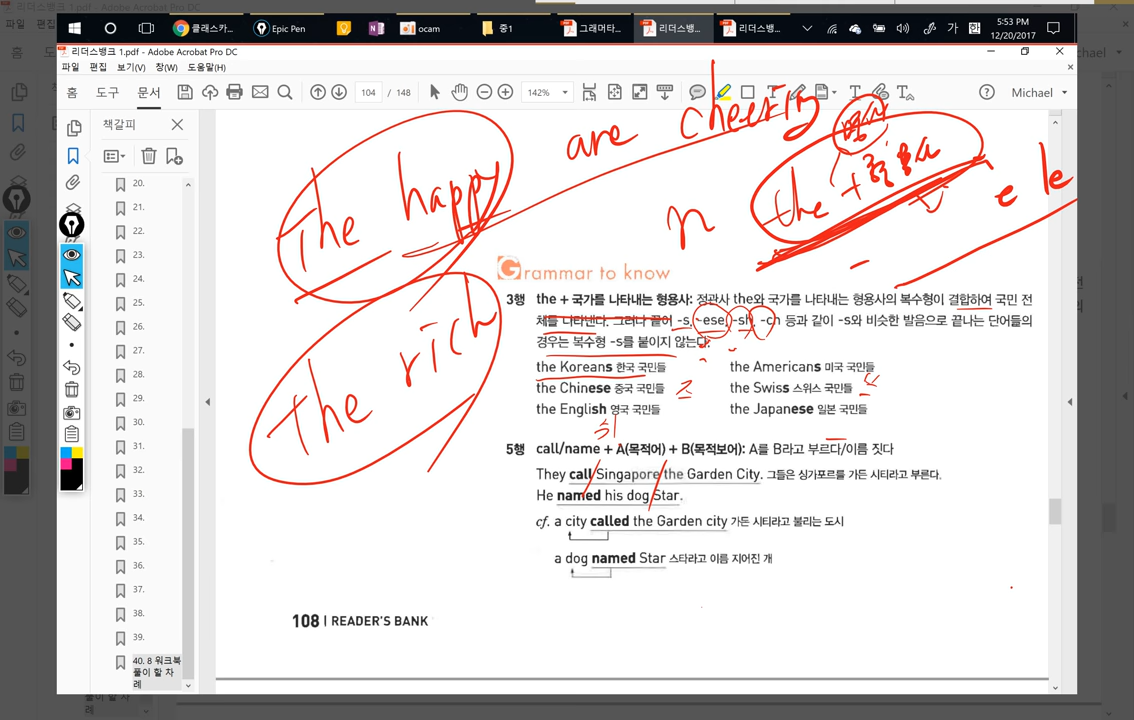 클래스카...
Epic Pen
ocam
중1
그래머타...
리더스뱅...
리더스뱅...
가
한
5:53 PM
12/20/2017
리더스뱅크 1.pdf - Adobe Acrobat Pro DC
파일 편집 보기(V) 창(W) 도움말(H)
홈 도구 문서 104 / 148 142% Michael
책갈피
20.
21.
22.
23.
24.
25.
26.
27.
28.
29.
30.
31.
32.
33.
34.
35.
36.
37.
38.
39.
40. 8 워크북
풀이 할 차
례
The happy are cheering
the + 형용사
명사
n
e le
The rich
Grammar to know
3행 the + 국가를 나타내는 형용사: 정관사 the와 국가를 나타내는 형용사의 복수형이 결합하여 국민 전
체를 나타낸다. 그러나 끝이 -s, -ese, -sh, -ch 등과 같이 -s와 비슷한 발음으로 끝나는 단어들의
경우는 복수형 -s를 붙이지 않는다.
the Koreans 한국 국민들 the Americans 미국 국민들
the Chinese 중국 국민들 the Swiss 스위스 국민들
the English 영국 국민들 the Japanese 일본 국민들
5행 call/name + A(목적어) + B(목적보어): A를 B라고 부르다/이름 짓다
They call Singapore the Garden City. 그들은 싱가포르를 가든 시티라고 부르다.
He named his dog Star.
cf. a city called the Garden city 가든 시티라고 불리는 도시
a dog named Star 스타라고 이름 지어진 개
108 | READER'S BANK